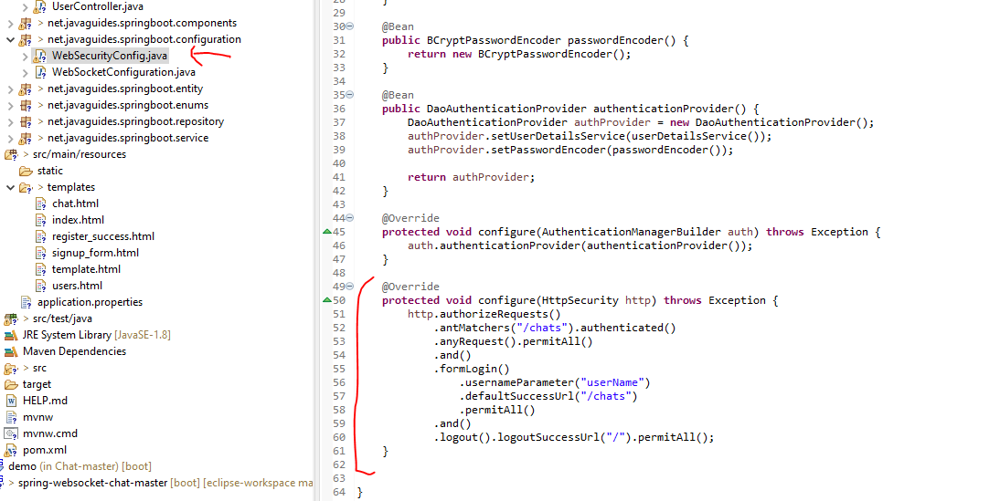 UserController.java
> net.javaguides.springboot.components
> net.javaguides.springboot.configuration
WebSecurityConfig.java
WebSocketConfiguration.java
> net.javaguides.springboot.entity
> net.javaguides.springboot.enums
> net.javaguides.springboot.repository
> net.javaguides.springboot.service
> src/main/resources
static
> templates
chat.html
index.html
register_success.html
signup_form.html
template.html
users.html
application.properties
> src/test/java
JRE System Library [JavaSE-1.8]
Maven Dependencies
> src
target
HELP.md
mvnw
mvnw.cmd
pom.xml
demo (in Chat-master) [boot]
> spring-websocket-chat-master [boot] [eclipse-workspace ma
28 }
29
30 @Bean
31 public BCryptPasswordEncoder passwordEncoder() {
32 return new BCryptPasswordEncoder();
33 }
34
35 @Bean
36 public DaoAuthenticationProvider authenticationProvider() {
37 DaoAuthenticationProvider authProvider = new DaoAuthenticationProvider();
38 authProvider.setUserDetailsService(userDetailsService());
39 authProvider.setPasswordEncoder(passwordEncoder());
40
41 return authProvider;
42 }
43
44 @Override
45 protected void configure(AuthenticationManagerBuilder auth) throws Exception {
46 auth.authenticationProvider(authenticationProvider());
47 }
48
49 @Override
50 protected void configure(HttpSecurity http) throws Exception {
51 http.authorizeRequests()
52 .antMatchers("/chats").authenticated()
53 .anyRequest().permitAll()
54 .and()
55 .formLogin()
56 .usernameParameter("userName")
57 .defaultSuccessUrl("/chats")
58 .permitAll()
59 .and()
60 .logout().logoutSuccessUrl("/").permitAll();
61 }
62
63
64 }